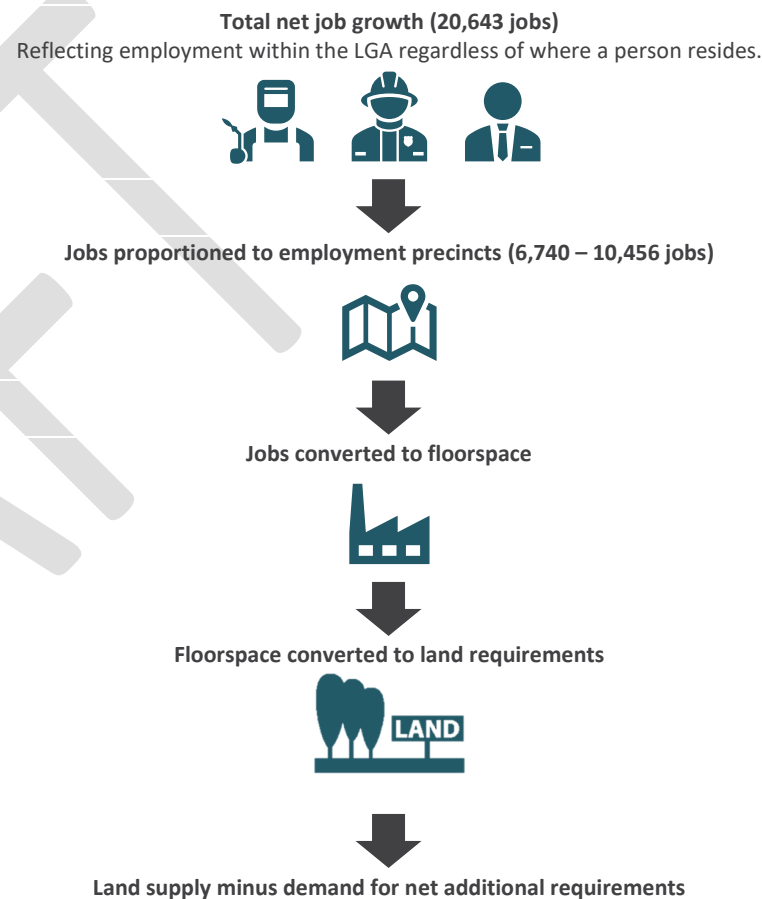 Total net job growth (20,643 jobs)
Reflecting employment within the LGA regardless of where a person resides.
Jobs proportioned to employment precincts (6,740 – 10,456 jobs)
Jobs converted to floorspace
Floorspace converted to land requirements
LAND
Land supply minus demand for net additional requirements